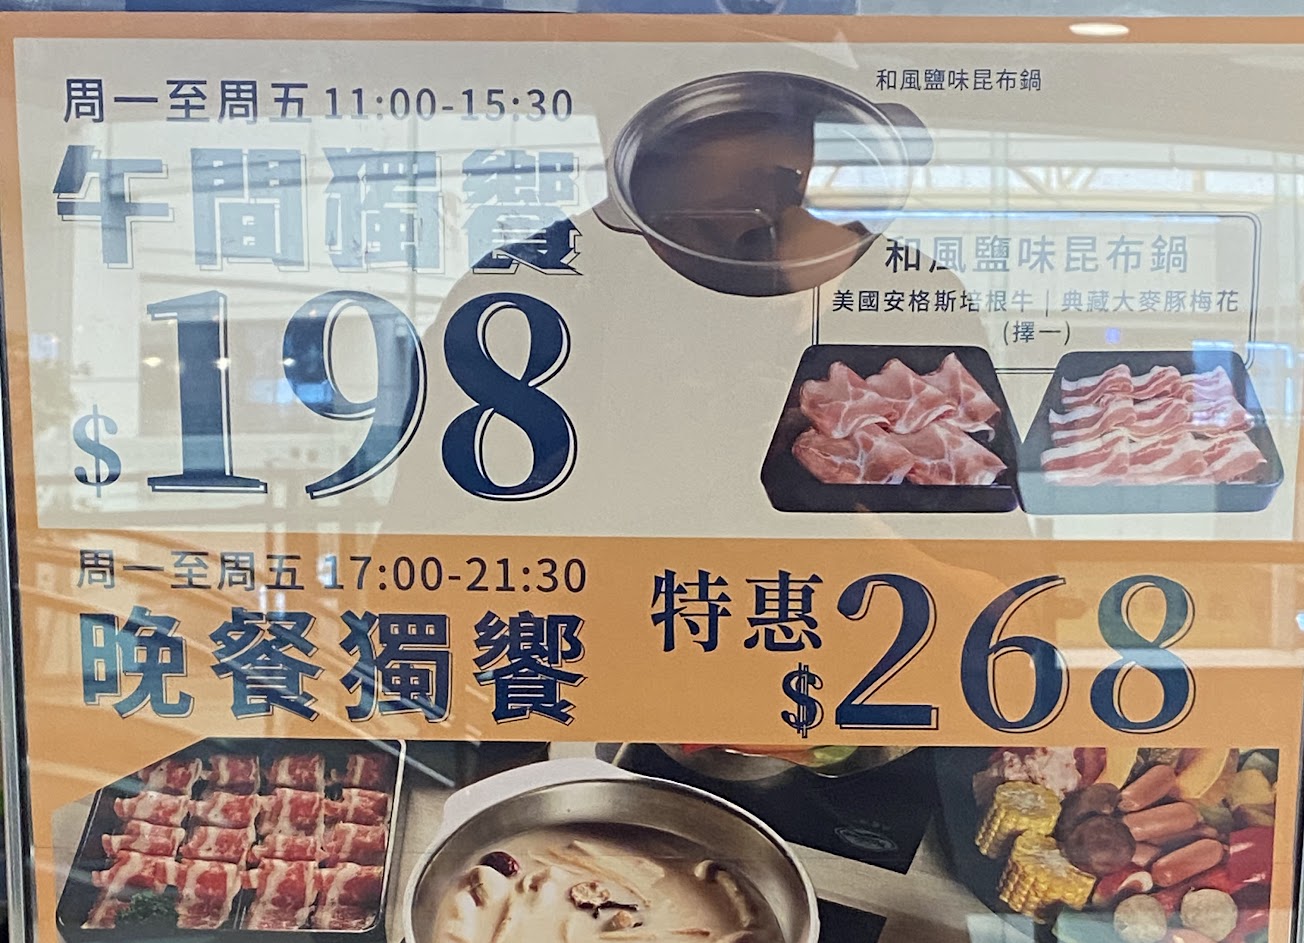 周一至周五 11:00-15:30
午間獨饗
$198
和風鹽味昆布鍋
和風鹽味昆布鍋
美國安格斯培根牛｜典藏大麥豚梅花
(擇一)
周一至周五 17:00-21:30
晚餐獨饗
特惠
$268